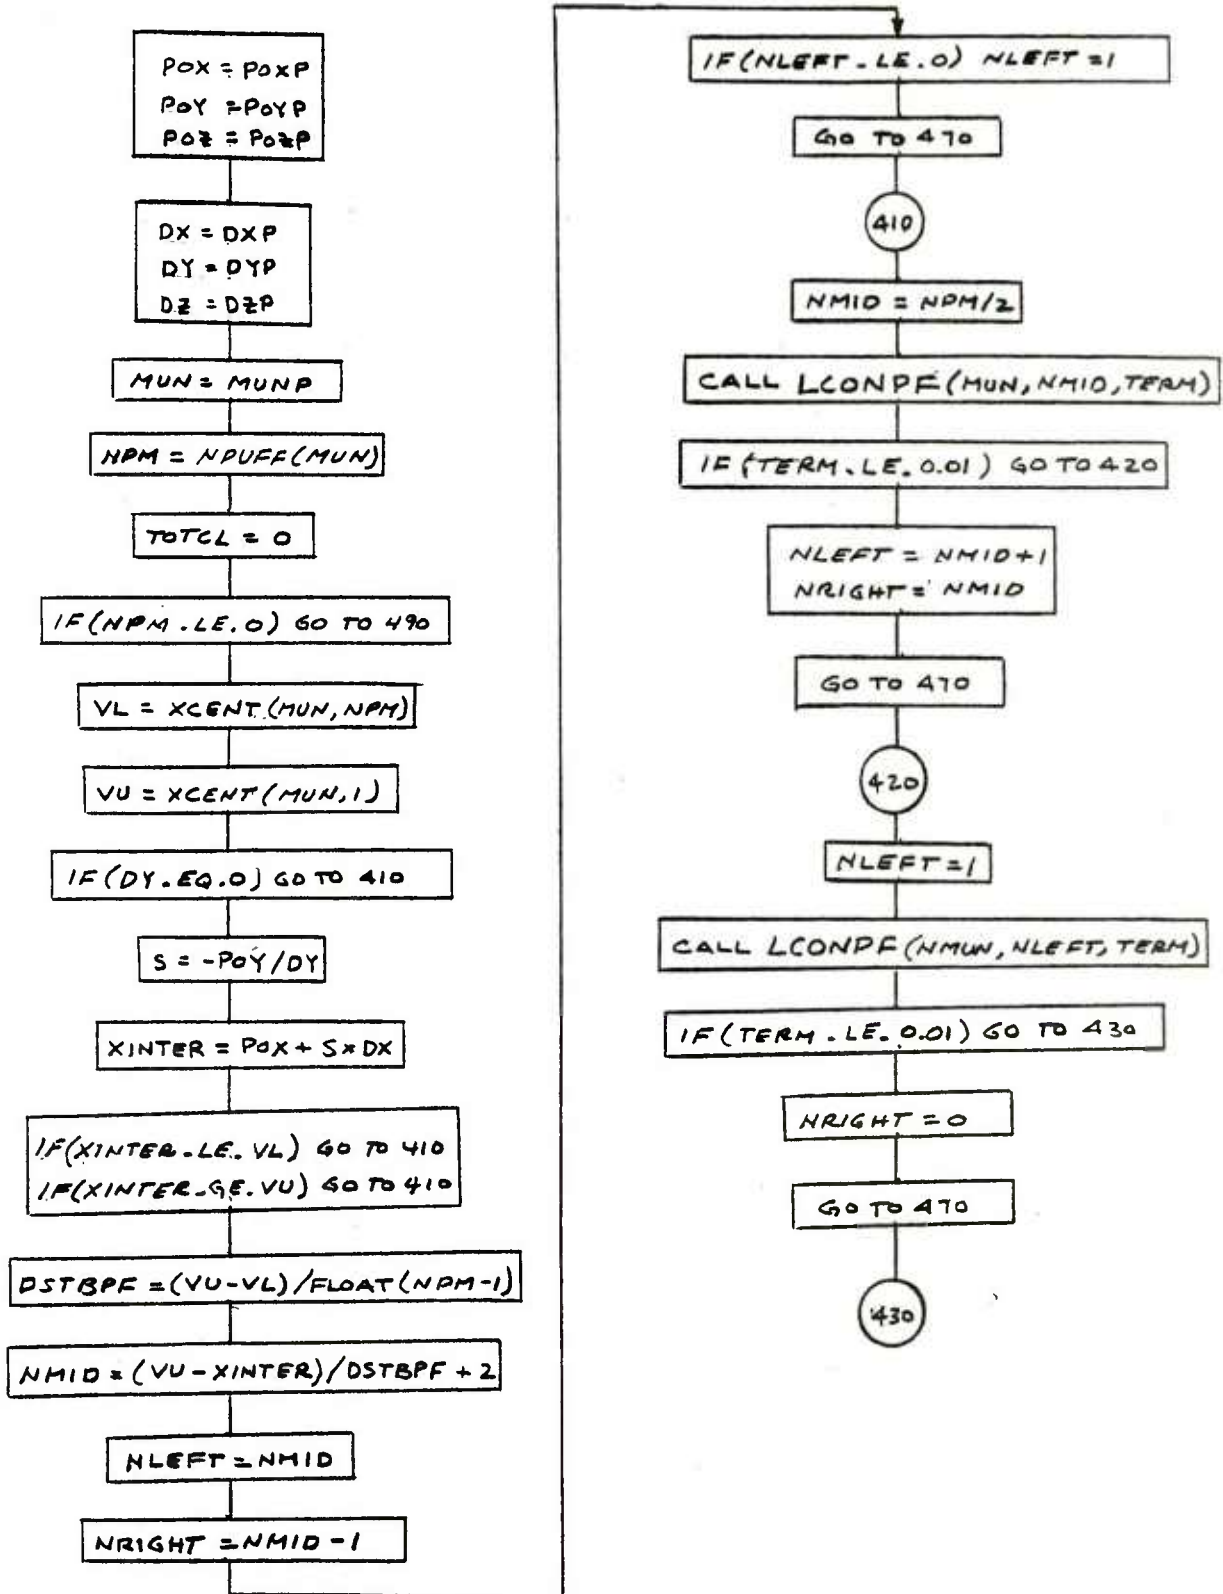 POX = POXP
POY = POYP
POZ = POZP
DX = DXP
DY = DYP
DZ = DZP
MUN = MUNP
NPM = NPUFF(MUN)
TOTCL = 0
IF(NPM.LE.0) GO TO 490
VL = XCENT(MUN,NPM)
VU = XCENT(MUN,1)
IF(DY.EQ.0) GO TO 410
S = -POY/DY
XINTER = POX + S*DX
IF(XINTER.LE.VL) GO TO 410
IF(XINTER.GE.VU) GO TO 410
DSTBPF = (VU-VL)/FLOAT(NPM-1)
NMID = (VU-XINTER)/DSTBPF + 2
NLEFT = NMID
NRIGHT = NMID-1
IF(NLEFT.LE.0) NLEFT = 1
GO TO 470
410
NMID = NPM/2
CALL LCONPF(MUN,NMID,TERM)
IF(TERM.LE.0.01) GO TO 420
NLEFT = NMID+1
NRIGHT = NMID
GO TO 470
420
NLEFT = 1
CALL LCONPF(NMUN,NLEFT,TERM)
IF(TERM.LE.0.01) GO TO 430
NRIGHT = 0
GO TO 470
430